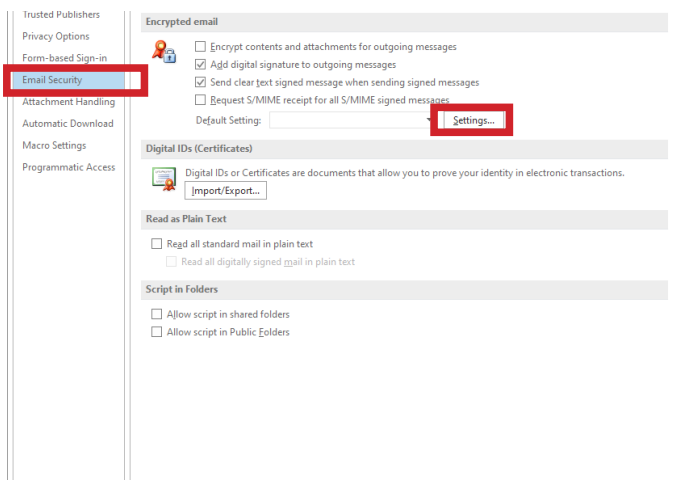 Trusted Publishers
Privacy Options
Form-based Sign-in
Email Security
Attachment Handling
Automatic Download
Macro Settings
Programmatic Access
Encrypted email
Encrypt contents and attachments for outgoing messages
Add digital signature to outgoing messages
Send clear text signed message when sending signed messages
Request S/MIME receipt for all S/MIME signed messages
Default Setting:
Settings...
Digital IDs (Certificates)
Digital IDs or Certificates are documents that allow you to prove your identity in electronic transactions.
Import/Export...
Read as Plain Text
Read all standard mail in plain text
Read all digitally signed mail in plain text
Script in Folders
Allow script in shared folders
Allow script in Public Folders